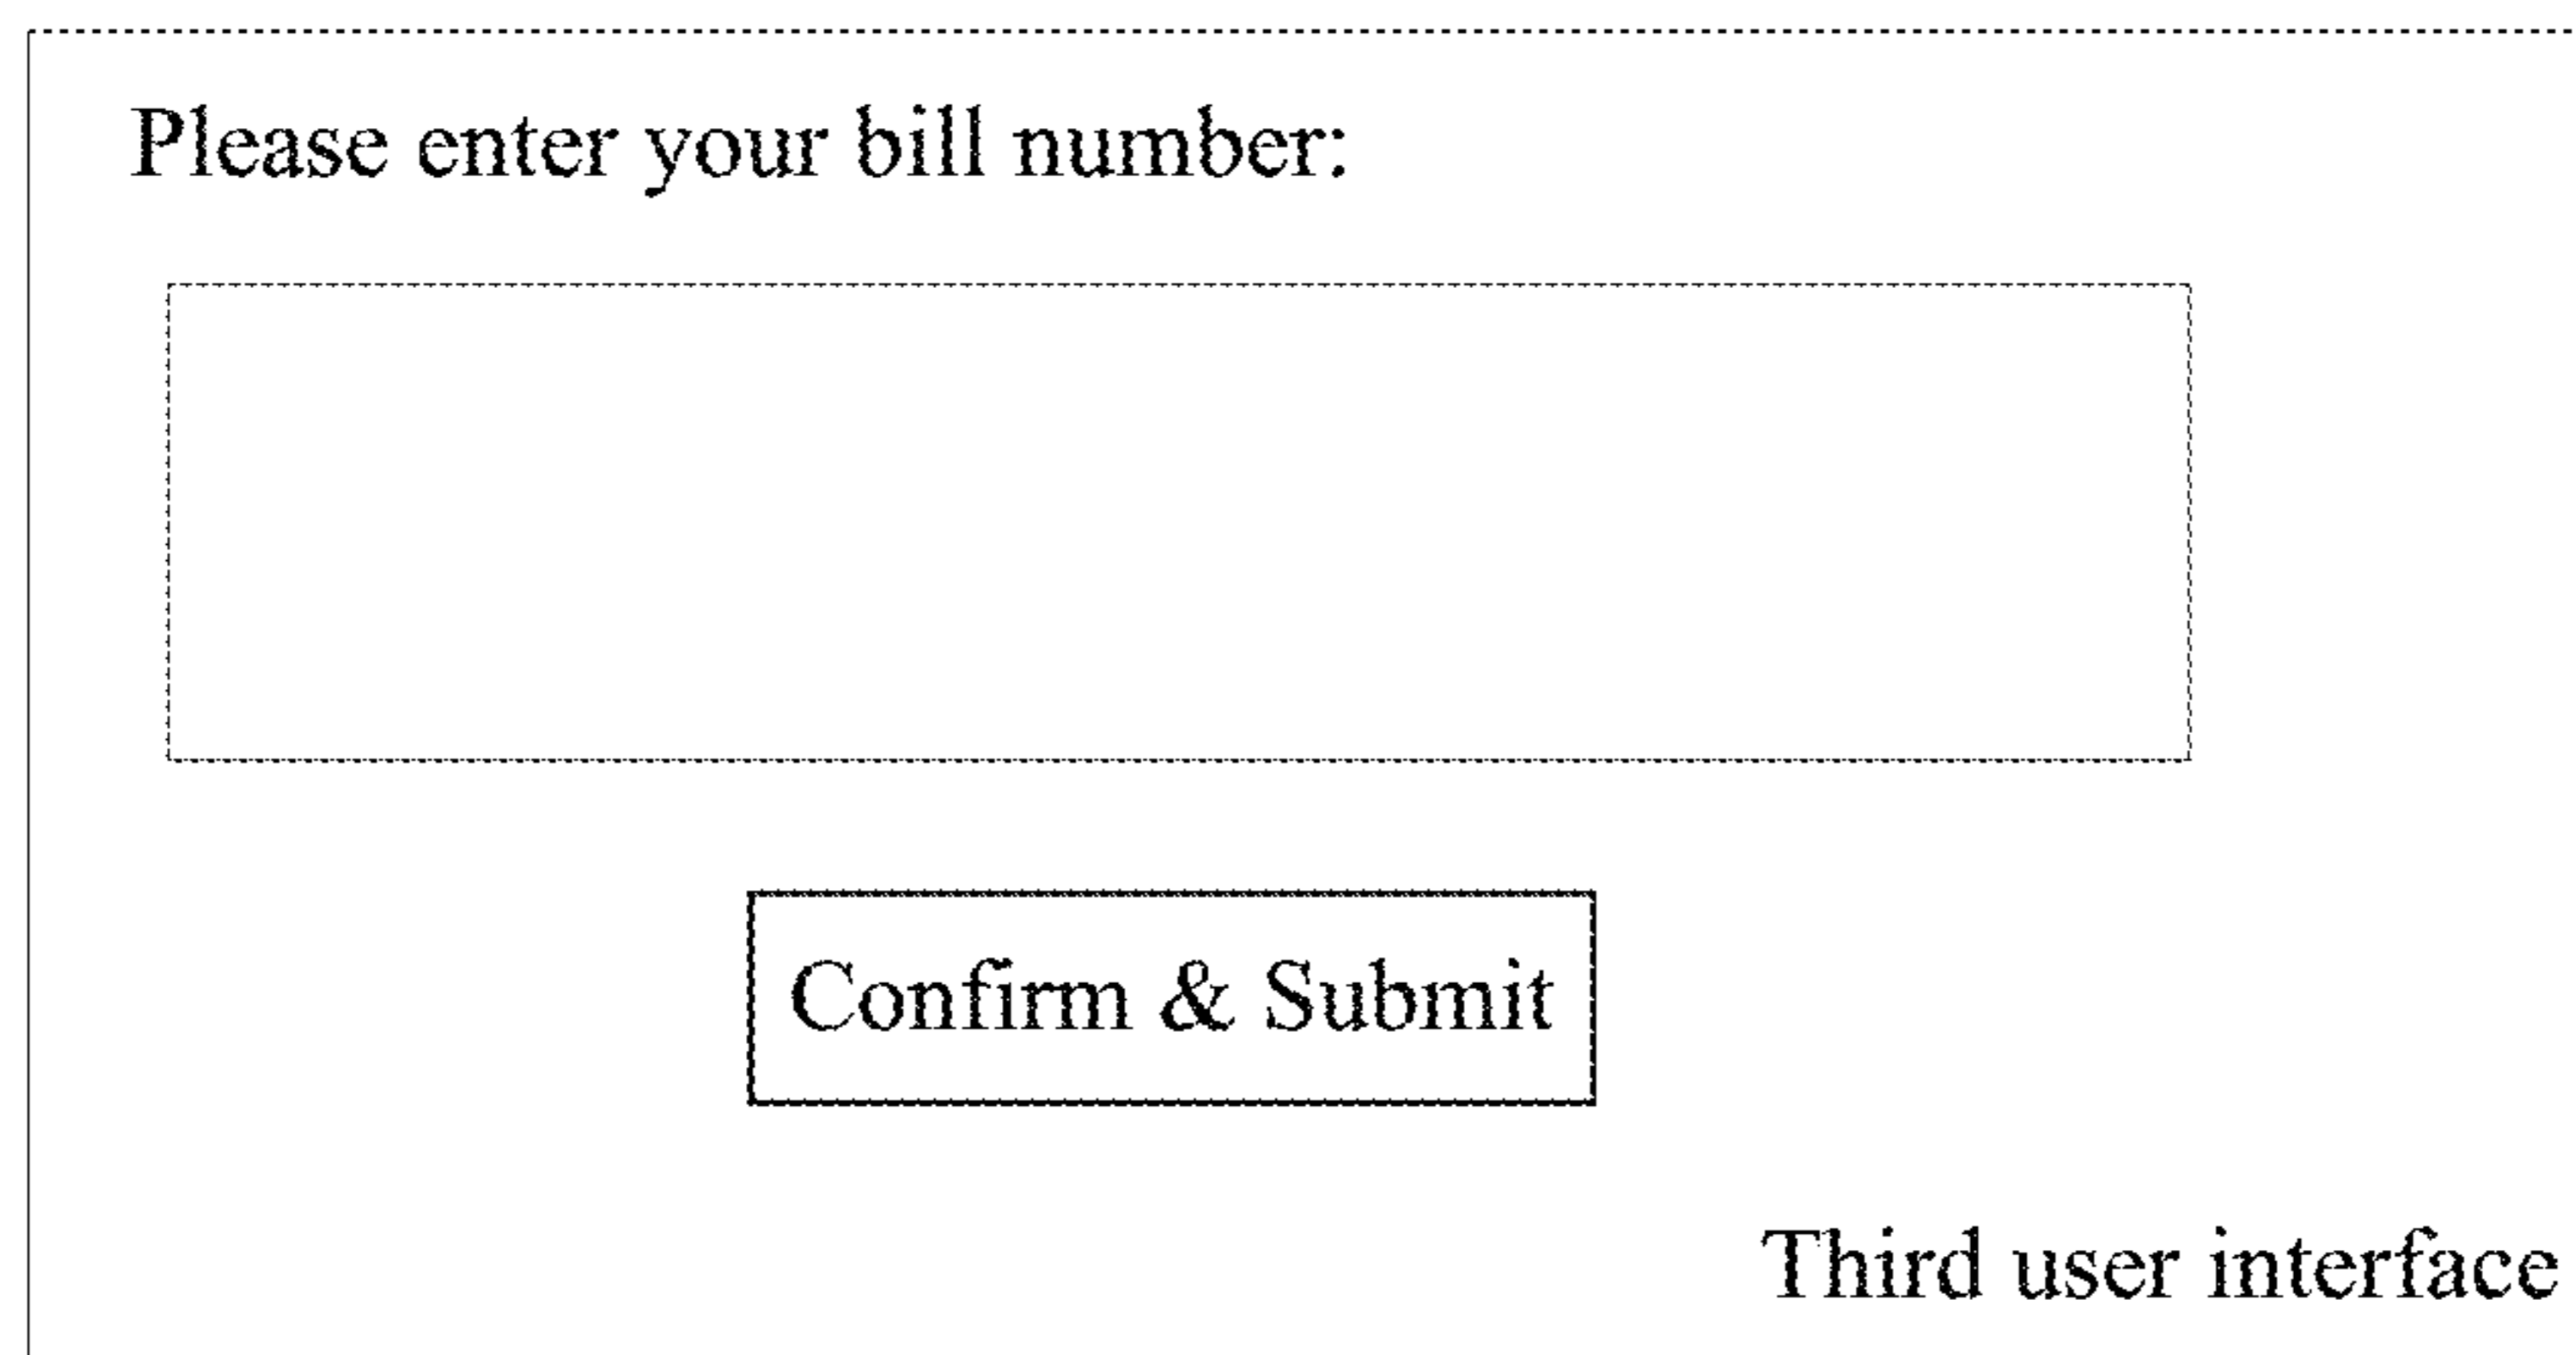 Please enter your bill number:
Confirm & Submit
Third user interface